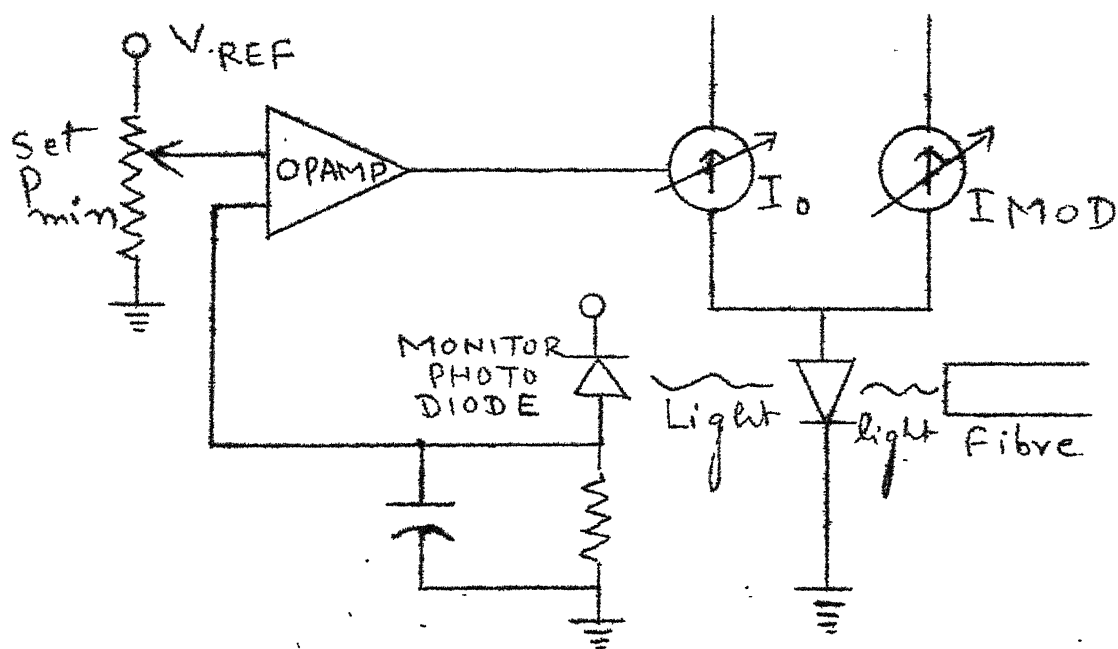 V.REF
Set
Pmin
OPAMP
I0
IMOD
MONITOR
PHOTO
DIODE
Light
light
Fibre